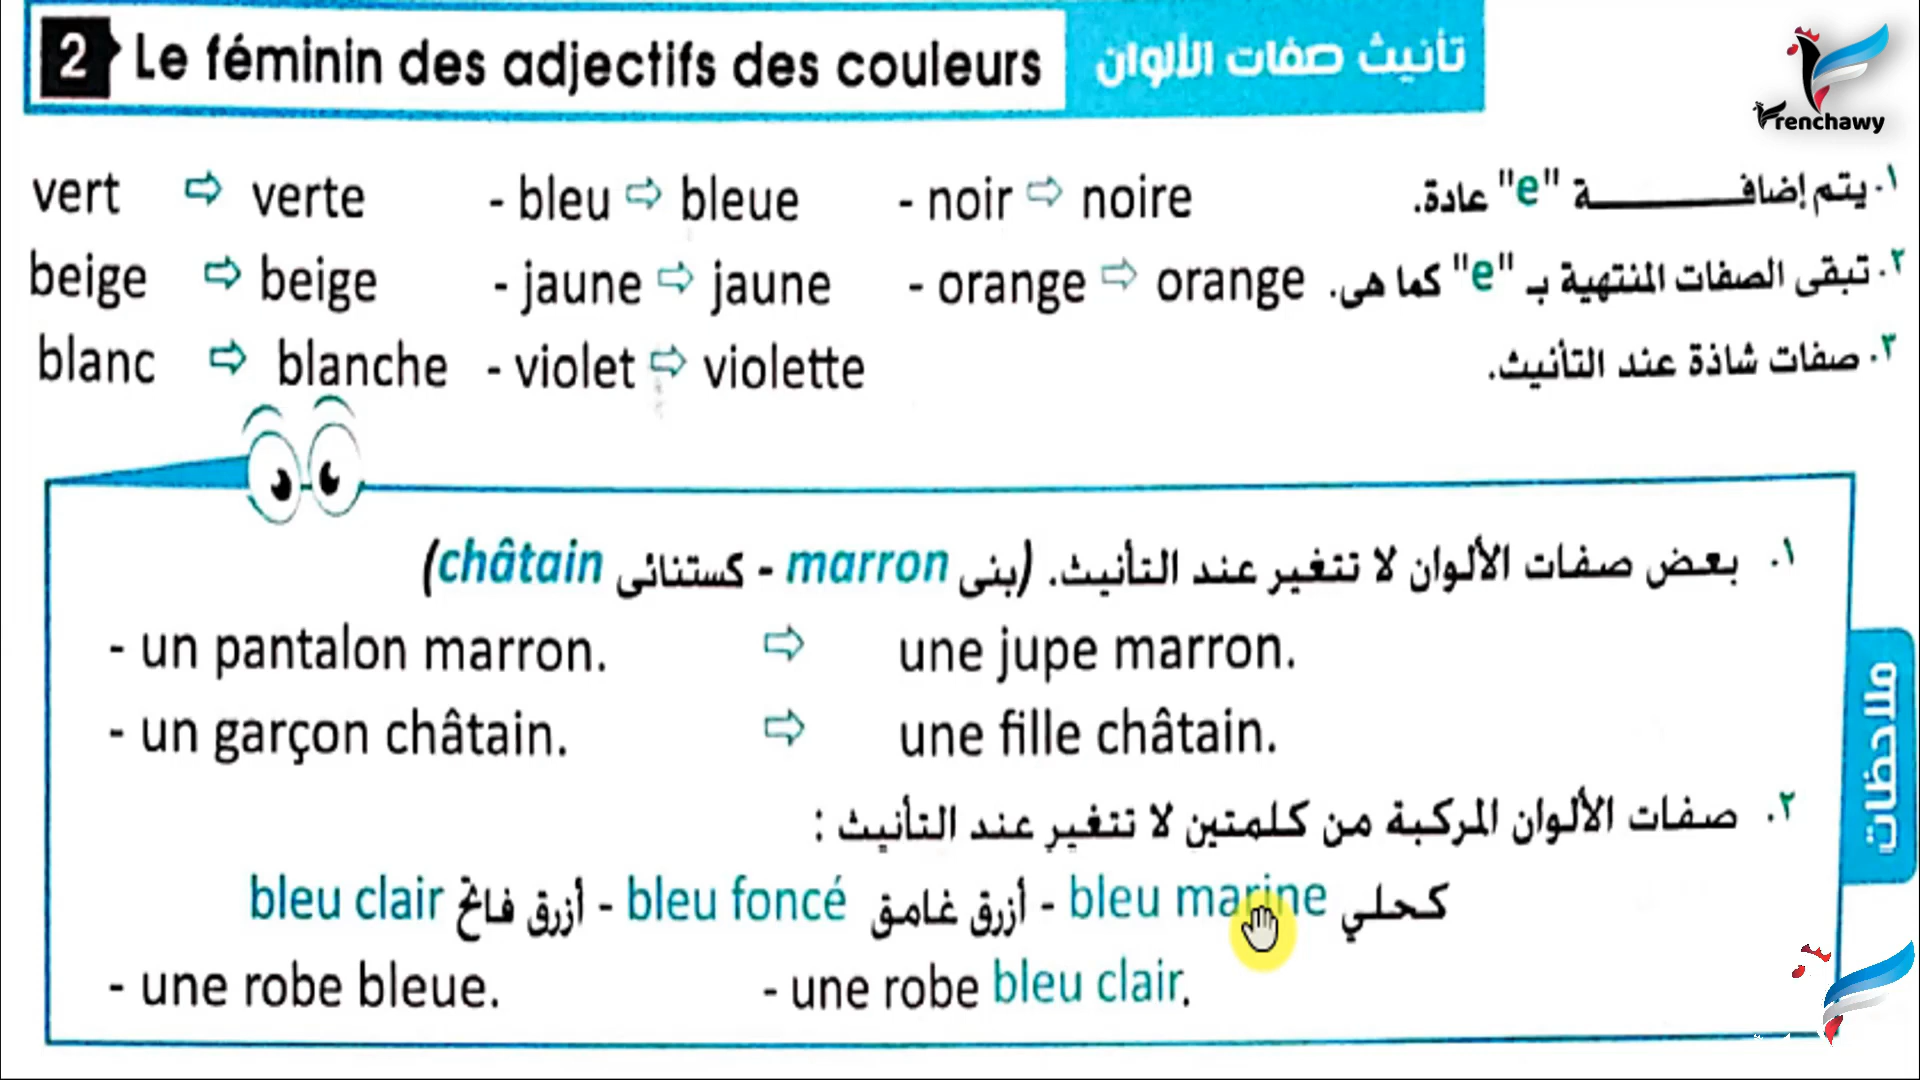 2 Le féminin des adjectifs des couleurs تأنيث صفات الألوان
Frenchawy
vert ⇨ verte - bleu ⇨ bleue - noir ⇨ noire ١. يتم إضافـــــــة "e" عادة.
beige ⇨ beige - jaune ⇨ jaune - orange ⇨ orange ٢. تبقى الصفات المنتهية بـ "e" كما هى.
blanc ⇨ blanche - violet ⇨ violette ٣. صفات شاذة عند التأنيث.
١. بعض صفات الألوان لا تتغير عند التأنيث. (بنى marron - كستنائى châtain)
- un pantalon marron. ⇨ une jupe marron.
- un garçon châtain. ⇨ une fille châtain.
ملاحظات
٢. صفات الألوان المركبة من كلمتين لا تتغير عند التأنيث :
كحلي bleu marine - أزرق غامق bleu foncé - أزرق فاتح bleu clair
- une robe bleue. - une robe bleu clair.